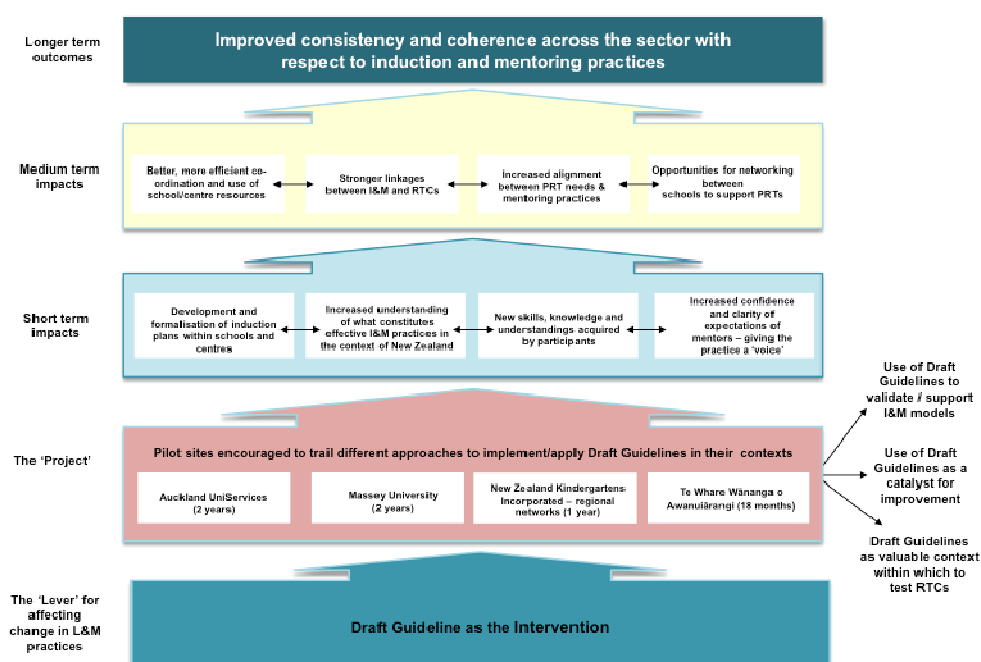 Longer term
outcomes
Improved consistency and coherence across the sector with
respect to induction and mentoring practices
Medium term
impacts
Better, more efficient co-
ordination and use of
school/centre resources
Stronger linkages
between I&M and RTCs
Increased alignment
between PRT needs &
mentoring practices
Opportunities for networking
between
schools to support PRTs
Short term
impacts
Development and
formalisation of induction
plans within schools and
centres
Increased understanding
of what constitutes
effective I&M practices in
the context of New Zealand
New skills, knowledge and
understandings acquired
by participants
Increased confidence
and clarity of
expectations of
mentors – giving the
practice a 'voice'
The 'Project'
Pilot sites encouraged to trail different approaches to implement/apply Draft Guidelines in their contexts
Auckland UniServices
(2 years)
Massey University
(2 years)
New Zealand Kindergartens
Incorporated – regional
networks (1 year)
Te Whare Wānanga o
Awanuiārangi (18 months)
Use of Draft
Guidelines to
validate / support
I&M models
Use of Draft
Guidelines as a
catalyst for
improvement
Draft Guidelines
as valuable context
within which to
test RTCs
The 'Lever' for
affecting
change in L&M
practices
Draft Guideline as the Intervention